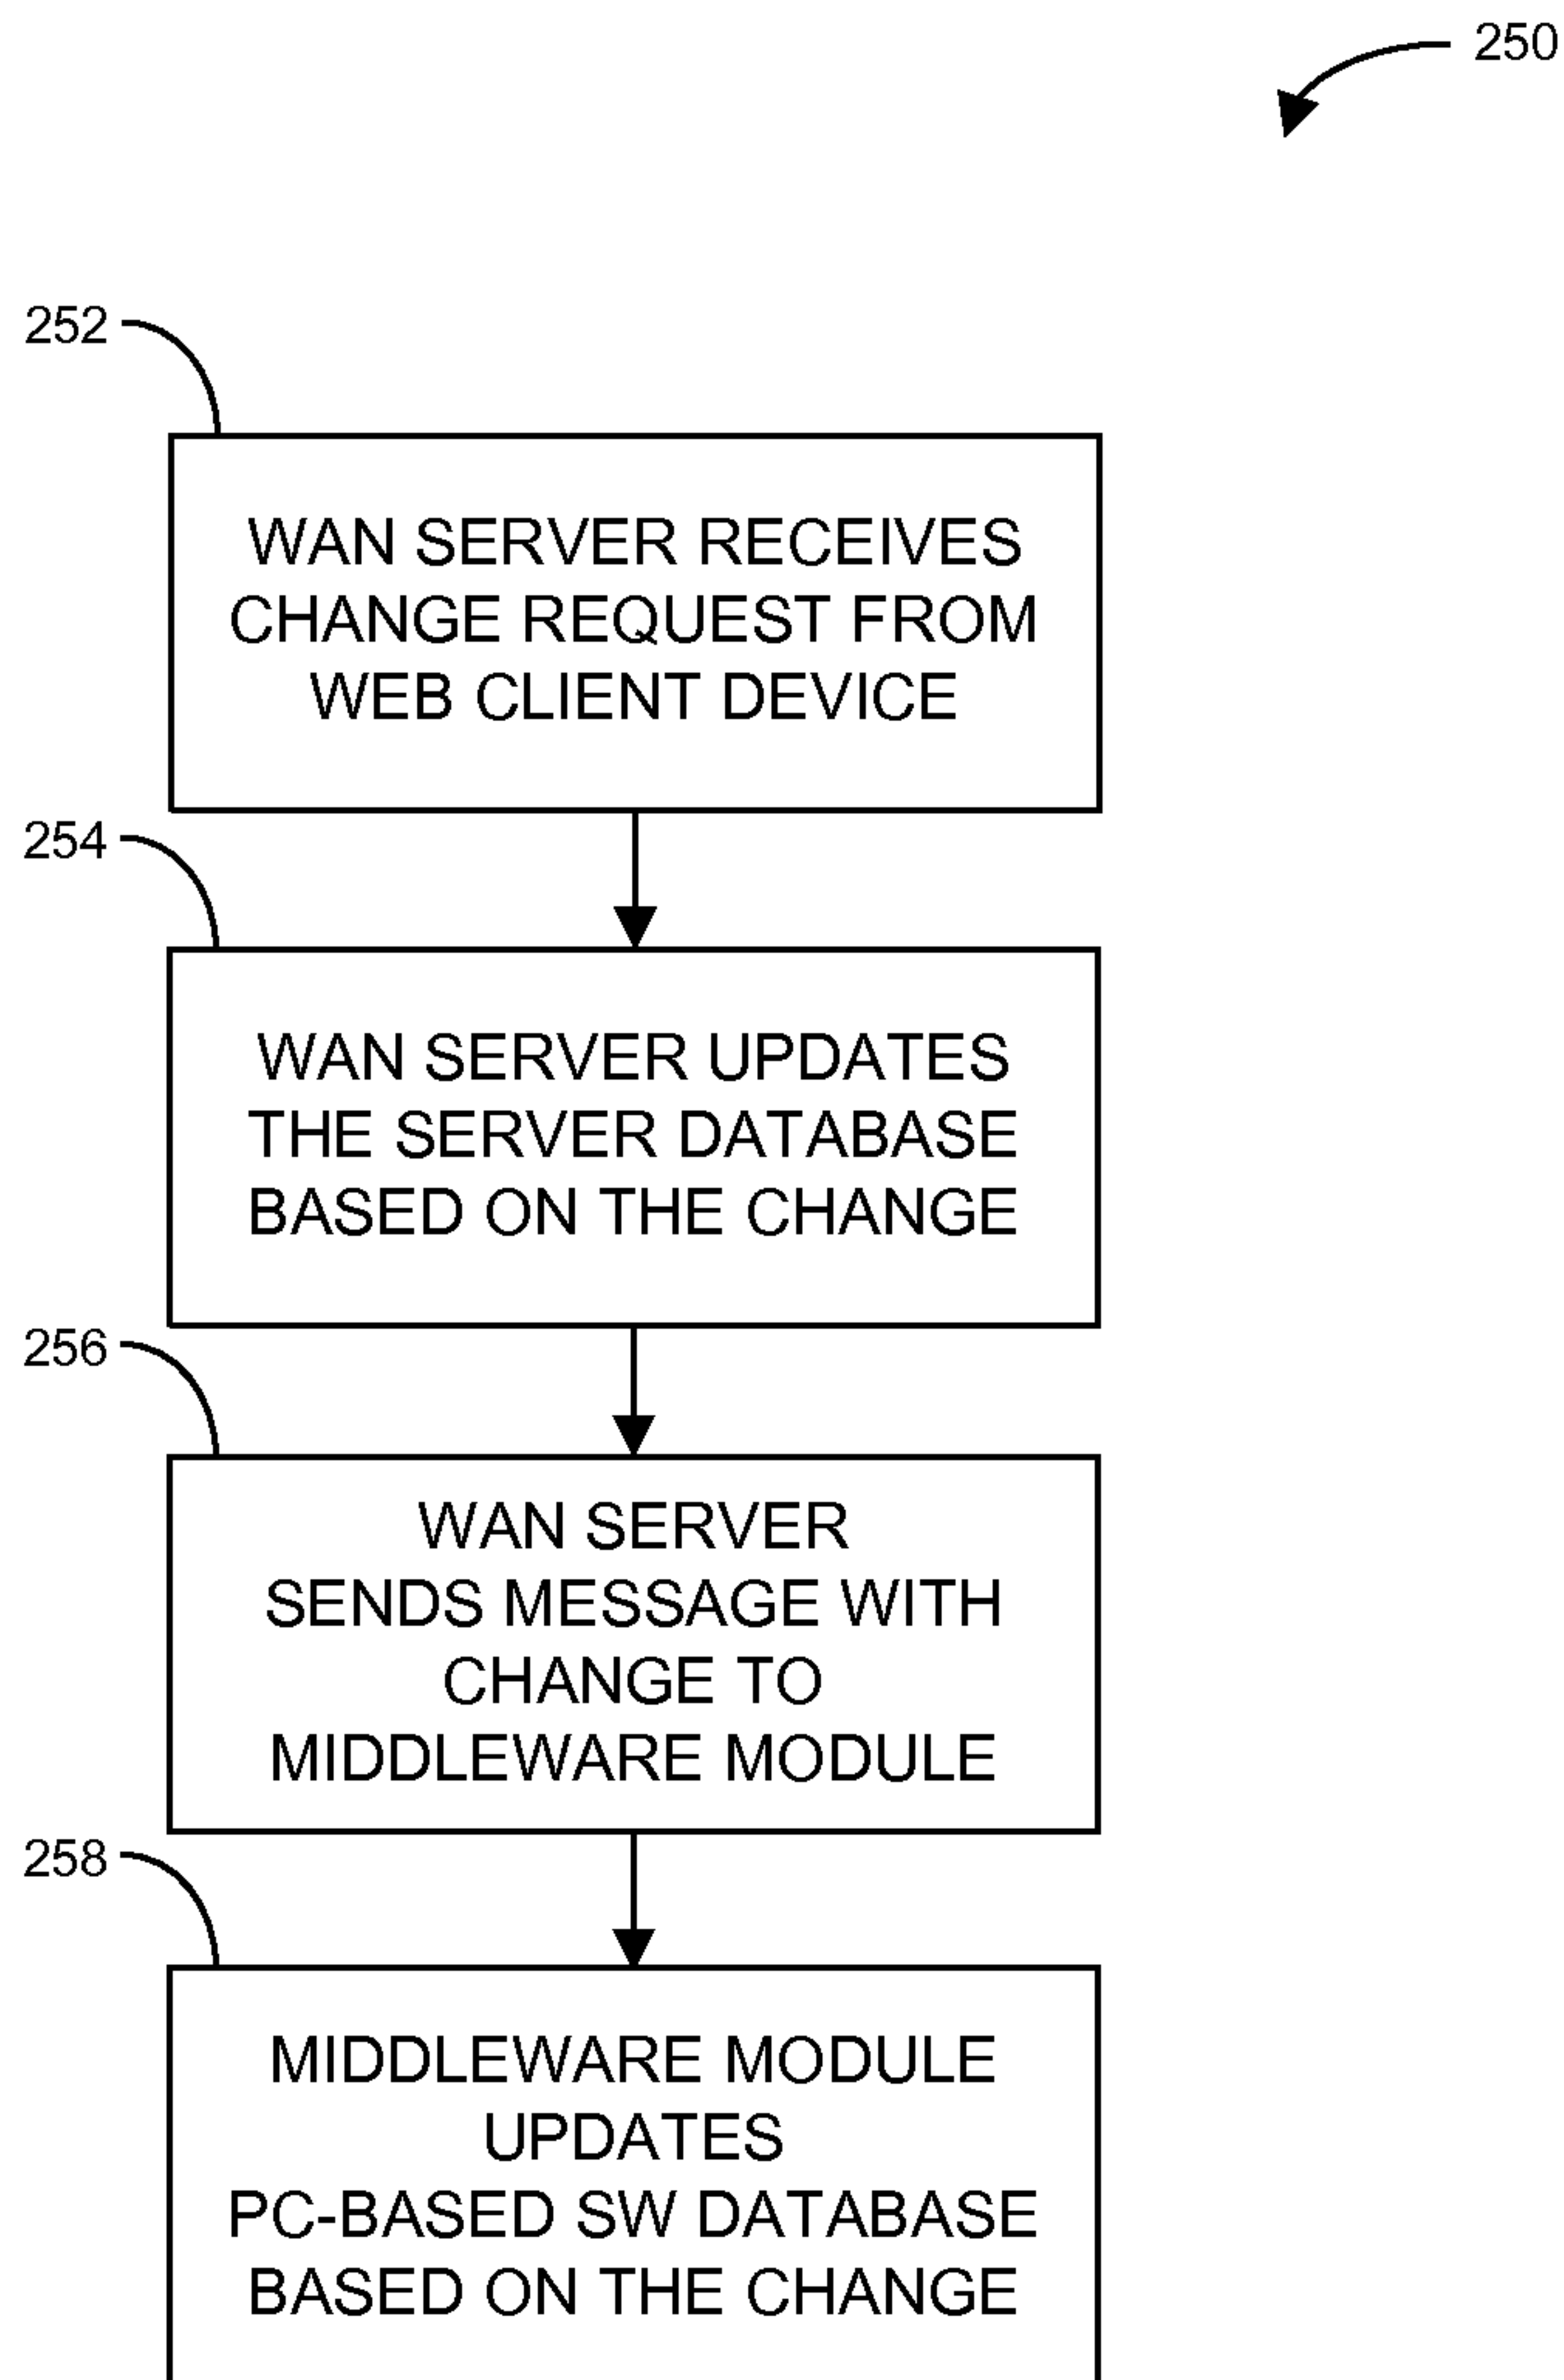 250
252
WAN SERVER RECEIVES
CHANGE REQUEST FROM
WEB CLIENT DEVICE
254
WAN SERVER UPDATES
THE SERVER DATABASE
BASED ON THE CHANGE
256
WAN SERVER
SENDS MESSAGE WITH
CHANGE TO
MIDDLEWARE MODULE
258
MIDDLEWARE MODULE
UPDATES
PC-BASED SW DATABASE
BASED ON THE CHANGE